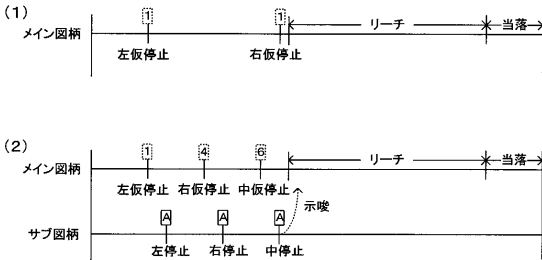 (1)
1 1 リーチ 当落
メイン図柄
左仮停止 右仮停止
(2)
1 4 6 リーチ 当落
メイン図柄
左仮停止 右仮停止 中仮停止
示唆
A A A
サブ図柄
左停止 右停止 中停止